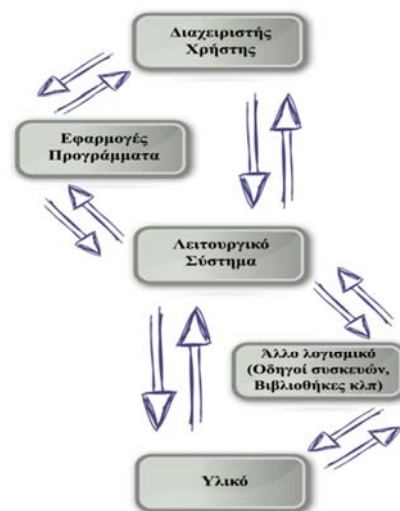 Διαχειριστής
Χρήστης
Εφαρμογές
Προγράμματα
Λειτουργικό
Σύστημα
Άλλο λογισμικό
(Οδηγοί συσκευών,
Βιβλιοθήκες κλπ)
Υλικό